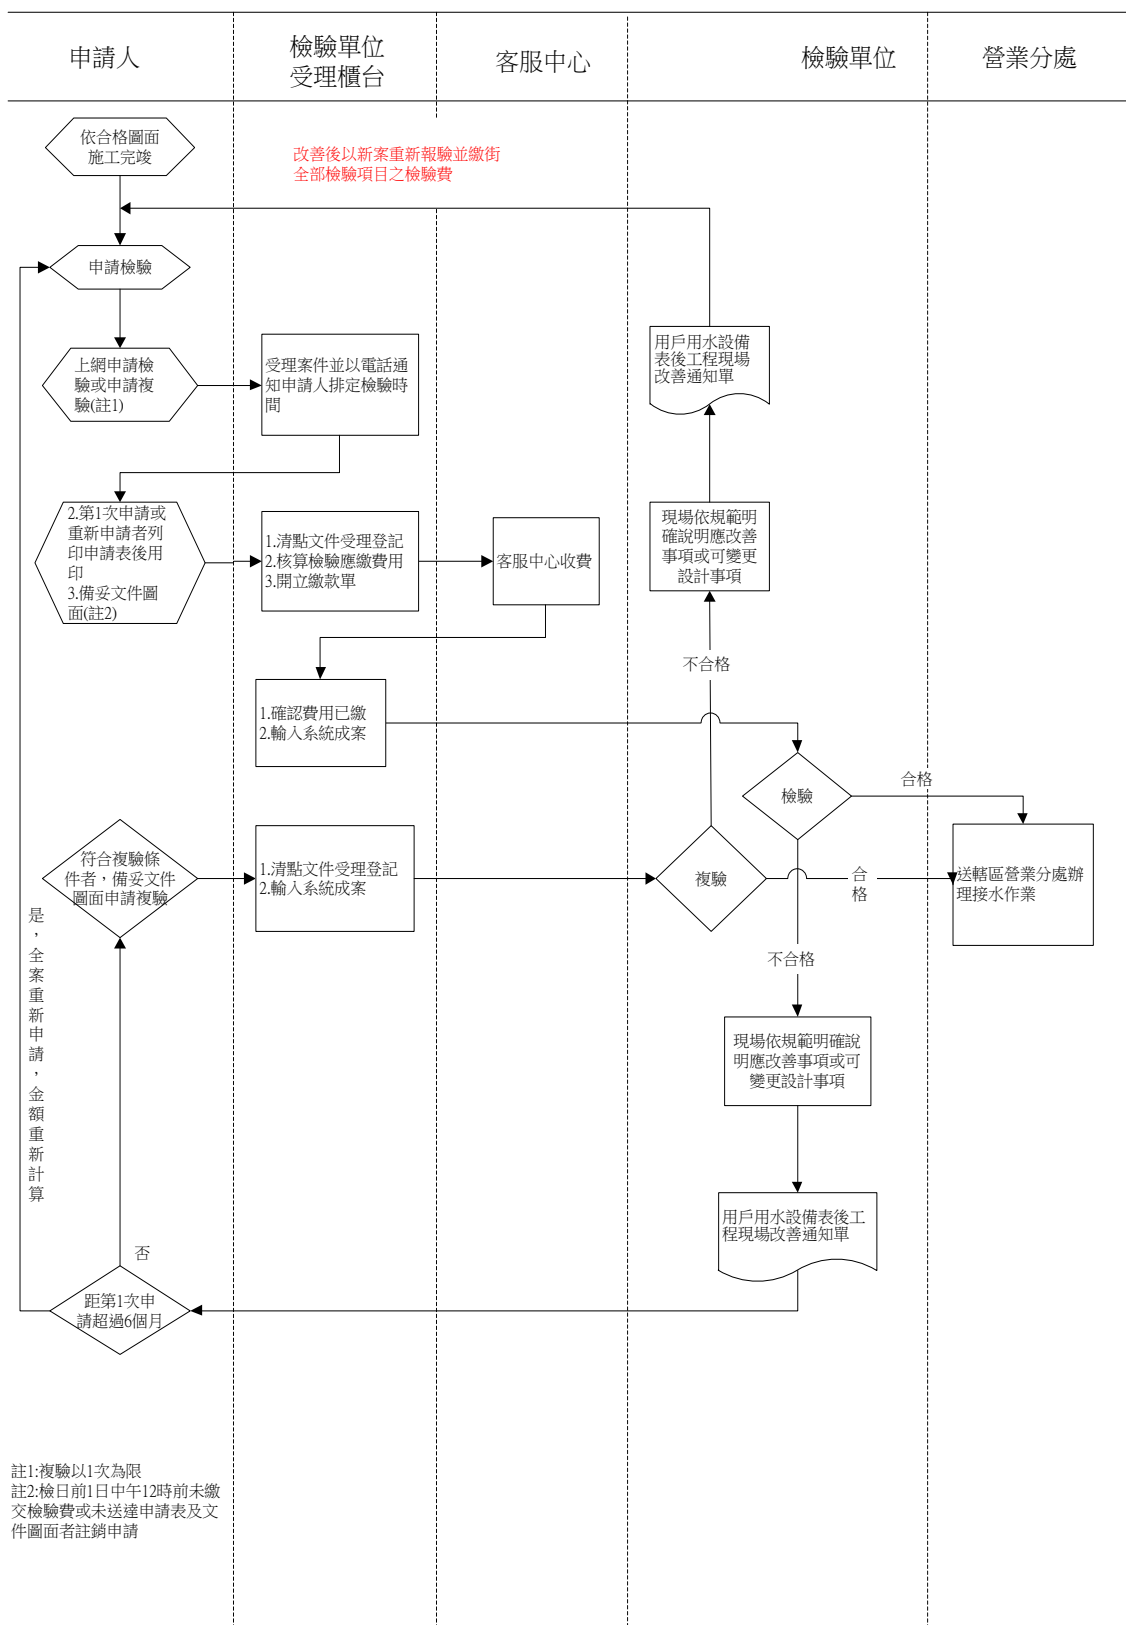 申請人
檢驗單位
受理櫃台
客服中心
檢驗單位
營業分處
依合格圖面
施工完竣
改善後以新案重新報驗並繳街
全部檢驗項目之檢驗費
申請檢驗
上網申請檢
驗或申請複
驗(註1)
受理案件並以電話通
知申請人排定檢驗時
間
用戶用水設備
表後工程現場
改善通知單
2.第1次申請或
重新申請者列
印申請表後用
印
3.備妥文件圖
面(註2)
1.清點文件受理登記
2.核算檢驗應繳費用
3.開立繳款單
客服中心收費
現場依規範明
確說明應改善
事項或可變更
設計事項
不合格
1.確認費用已繳
2.輸入系統成案
檢驗
合格
符合複驗條
件者，備妥文件
圖面申請複驗
1.清點文件受理登記
2.輸入系統成案
複驗
合
格
送轄區營業分處辦
理接水作業
是，全案重新申請，金額重新計算
不合格
現場依規範明確說
明應改善事項或可
變更設計事項
用戶用水設備表後工
程現場改善通知單
否
距第1次申
請超過6個月
註1:複驗以1次為限
註2:檢日前1日中午12時前未繳
交檢驗費或未送達申請表及文
件圖面者註銷申請